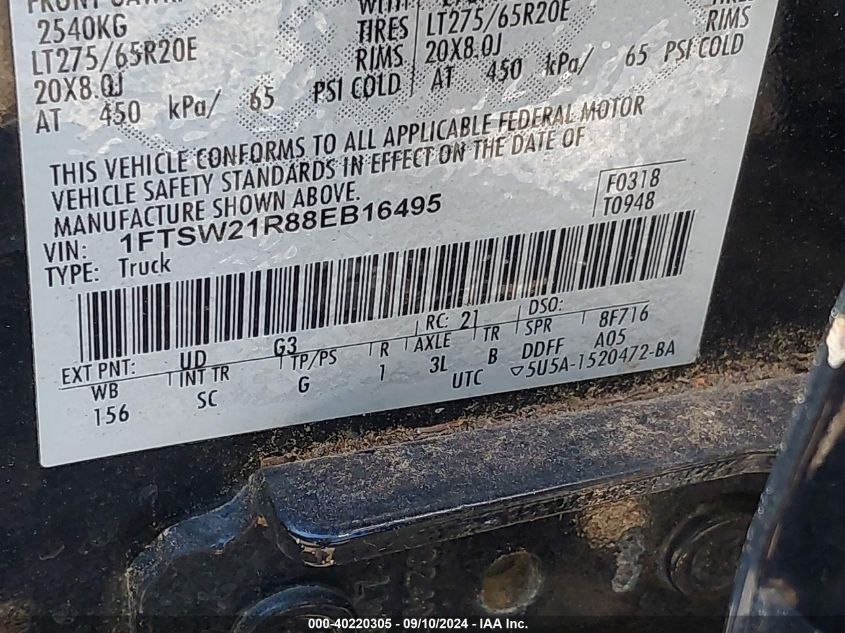 2540KG WITH
LT275/65R20E TIRES LT275/65R20E TIRES
20X8.0J RIMS 20X8.0J RIMS
AT 450 kPa/ 65 PSI COLD AT 450 kPa/ 65 PSI COLD
THIS VEHICLE CONFORMS TO ALL APPLICABLE FEDERAL MOTOR
VEHICLE SAFETY STANDARDS IN EFFECT ON THE DATE OF
MANUFACTURE SHOWN ABOVE.
VIN: 1FTSW21R88EB16495
F0318
T0948
TYPE: Truck
EXT PNT: UD G3 RC: 21 DSO:
WB INT TR TP/PS R AXLE TR SPR 8F716
156 SC G 1 3L B DDFF A05
UTC ▽5U5A-1520472-BA
000-40220305 - 09/10/2024 - IAA Inc.